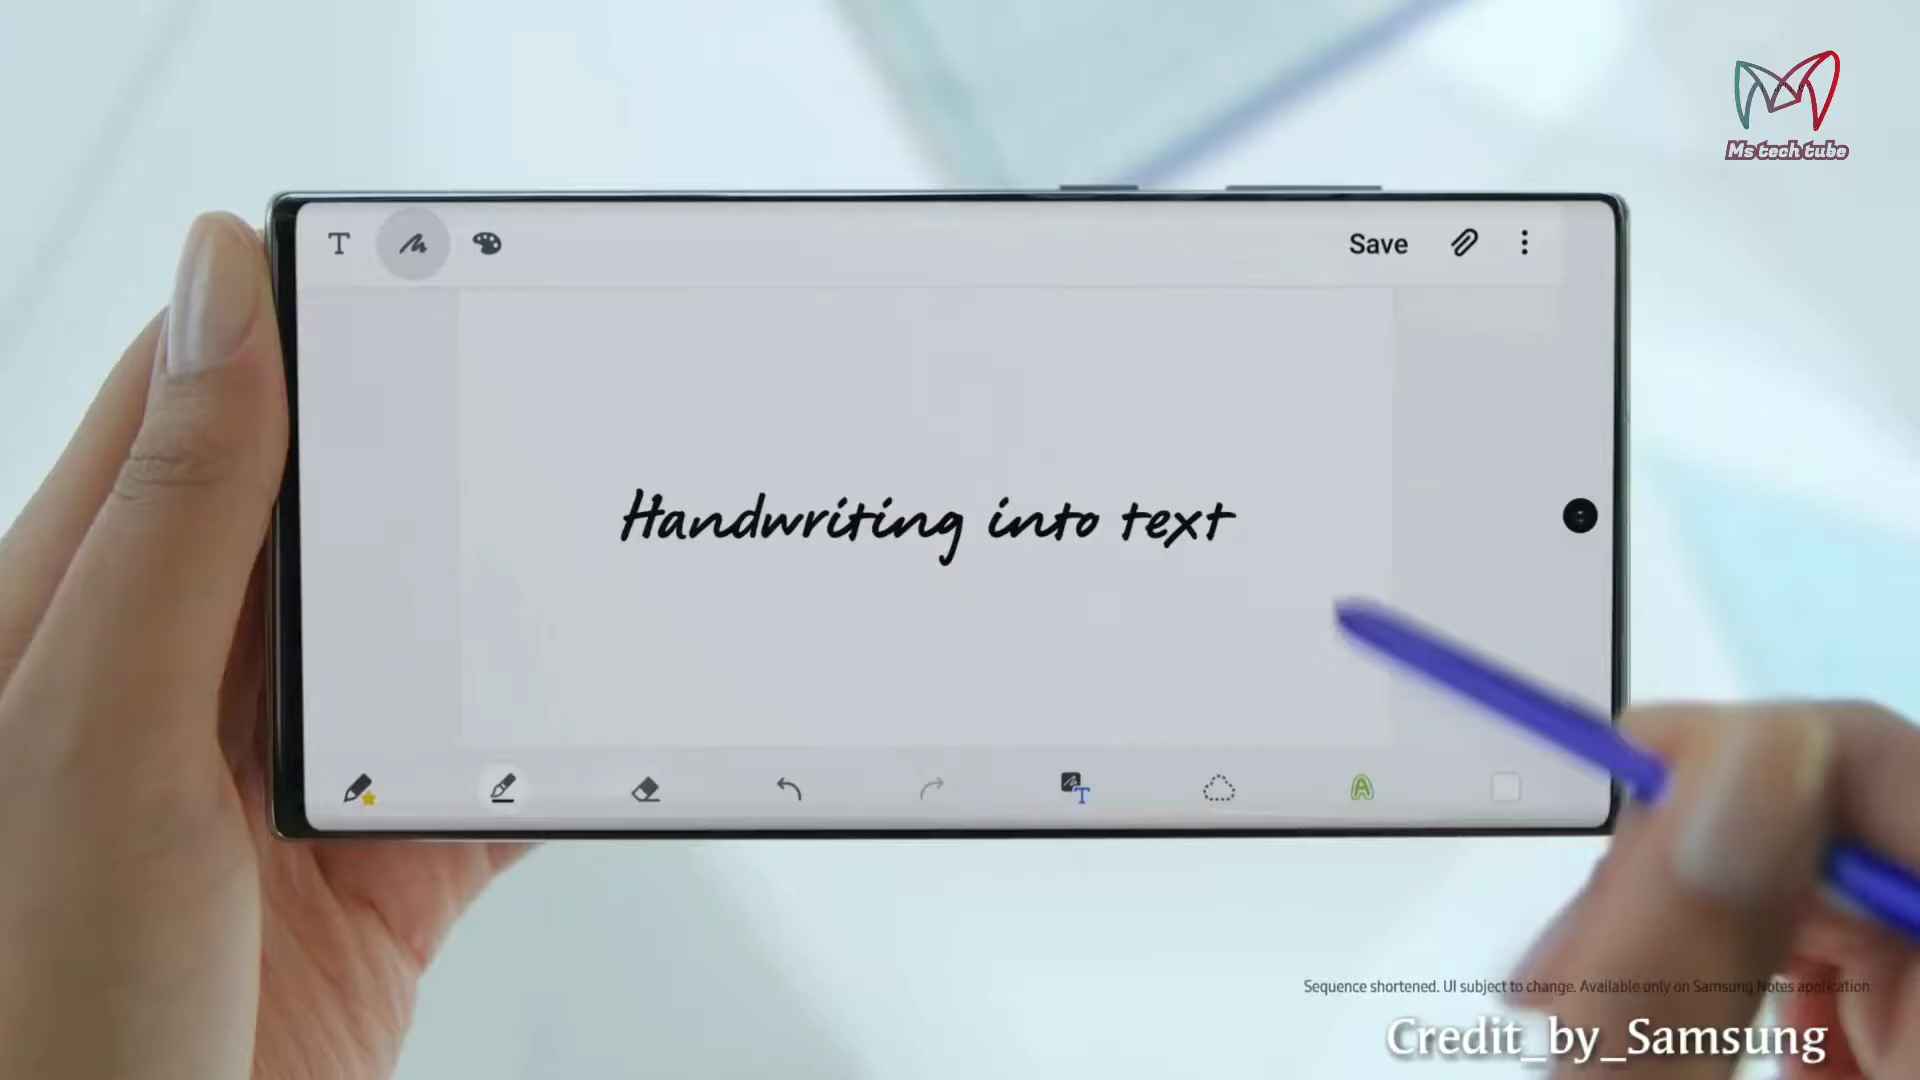 Ms tech tube
T
Save
Handwriting into text
T
A
Sequence shortened. UI subject to change. Available only on Samsung Notes application
Credit_by_Samsung